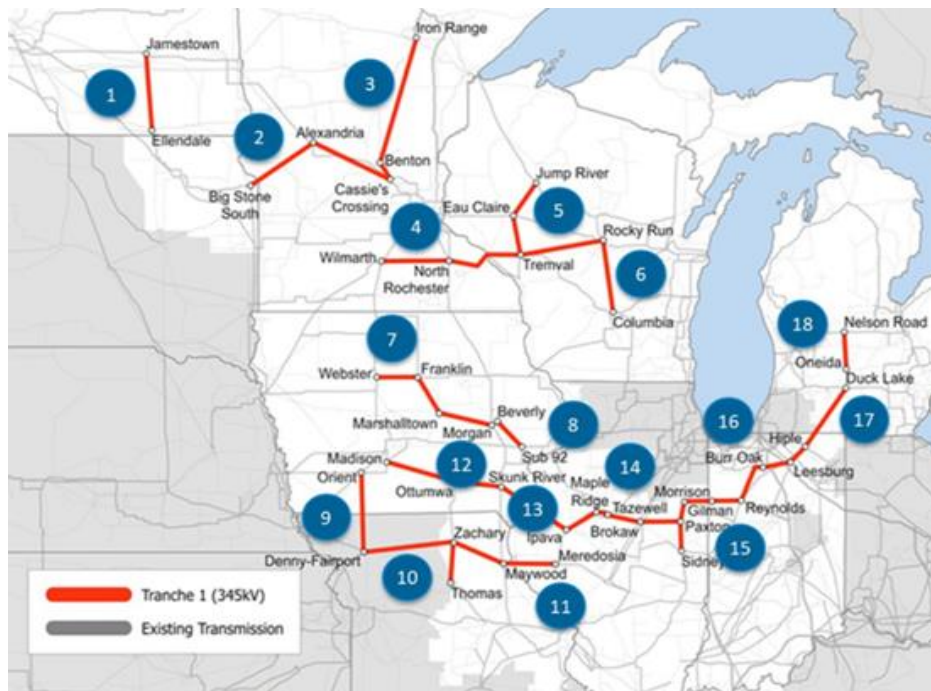 Iron Range
Jamestown
3
1
2
Alexandria
Ellendale
Benton
Big Stone
South
Cassie's
Crossing
Jump River
Eau Claire
5
4
Rocky Run
Wilmarth
North
Rochester
Tremval
6
Columbia
18
Nelson Road
7
Oneida
Webster
Franklin
Duck Lake
Beverly
Marshalltown
Morgan
8
16
17
Hiple
Sub 92
Burr Oak
Leesburg
Madison
12
14
Orient
Skunk River
Maple
Ridge
Ottumwa
Morrison
9
13
Tazewell
Gilman
Reynolds
Zachary
Ipava
Brokaw
Paxton
15
Denny-Fairport
Meredosia
Sidney
10
Maywood
Thomas
11
Tranche 1 (345kV)
Existing Transmission